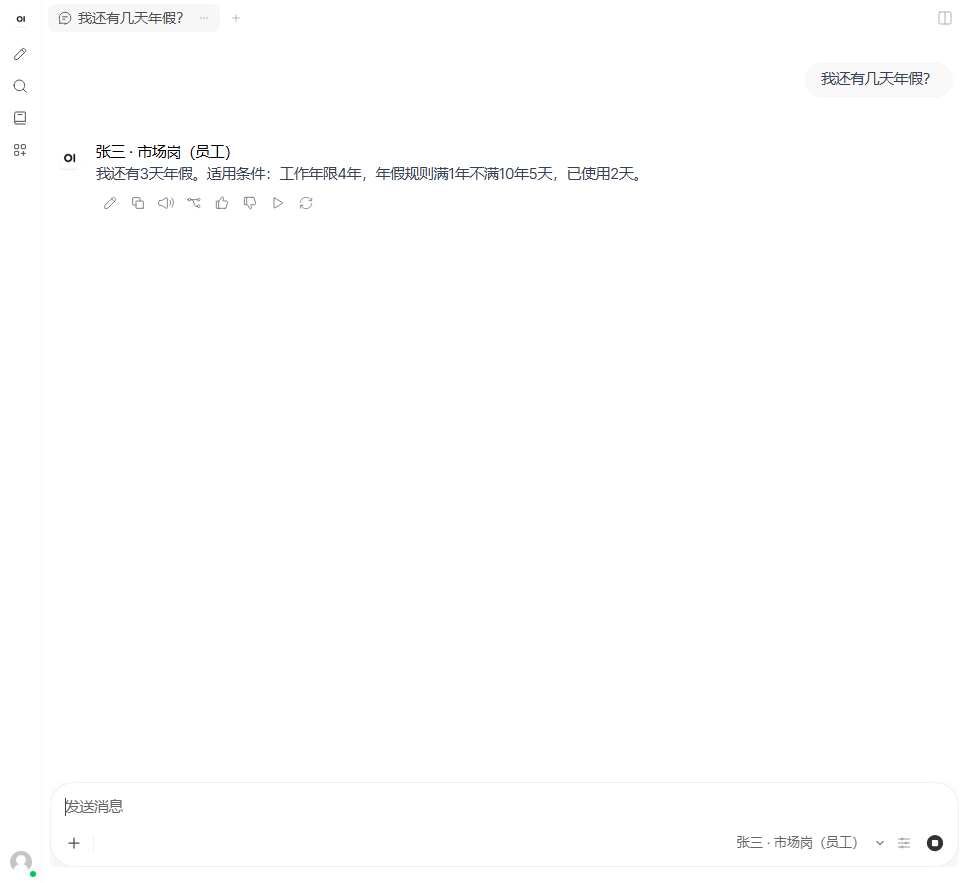 OI
我还有几天年假？
我还有几天年假？
OI
张三 · 市场岗（员工）
我还有3天年假。适用条件：工作年限4年，年假规则满1年不满10年5天，已使用2天。
发送消息
张三 · 市场岗（员工）